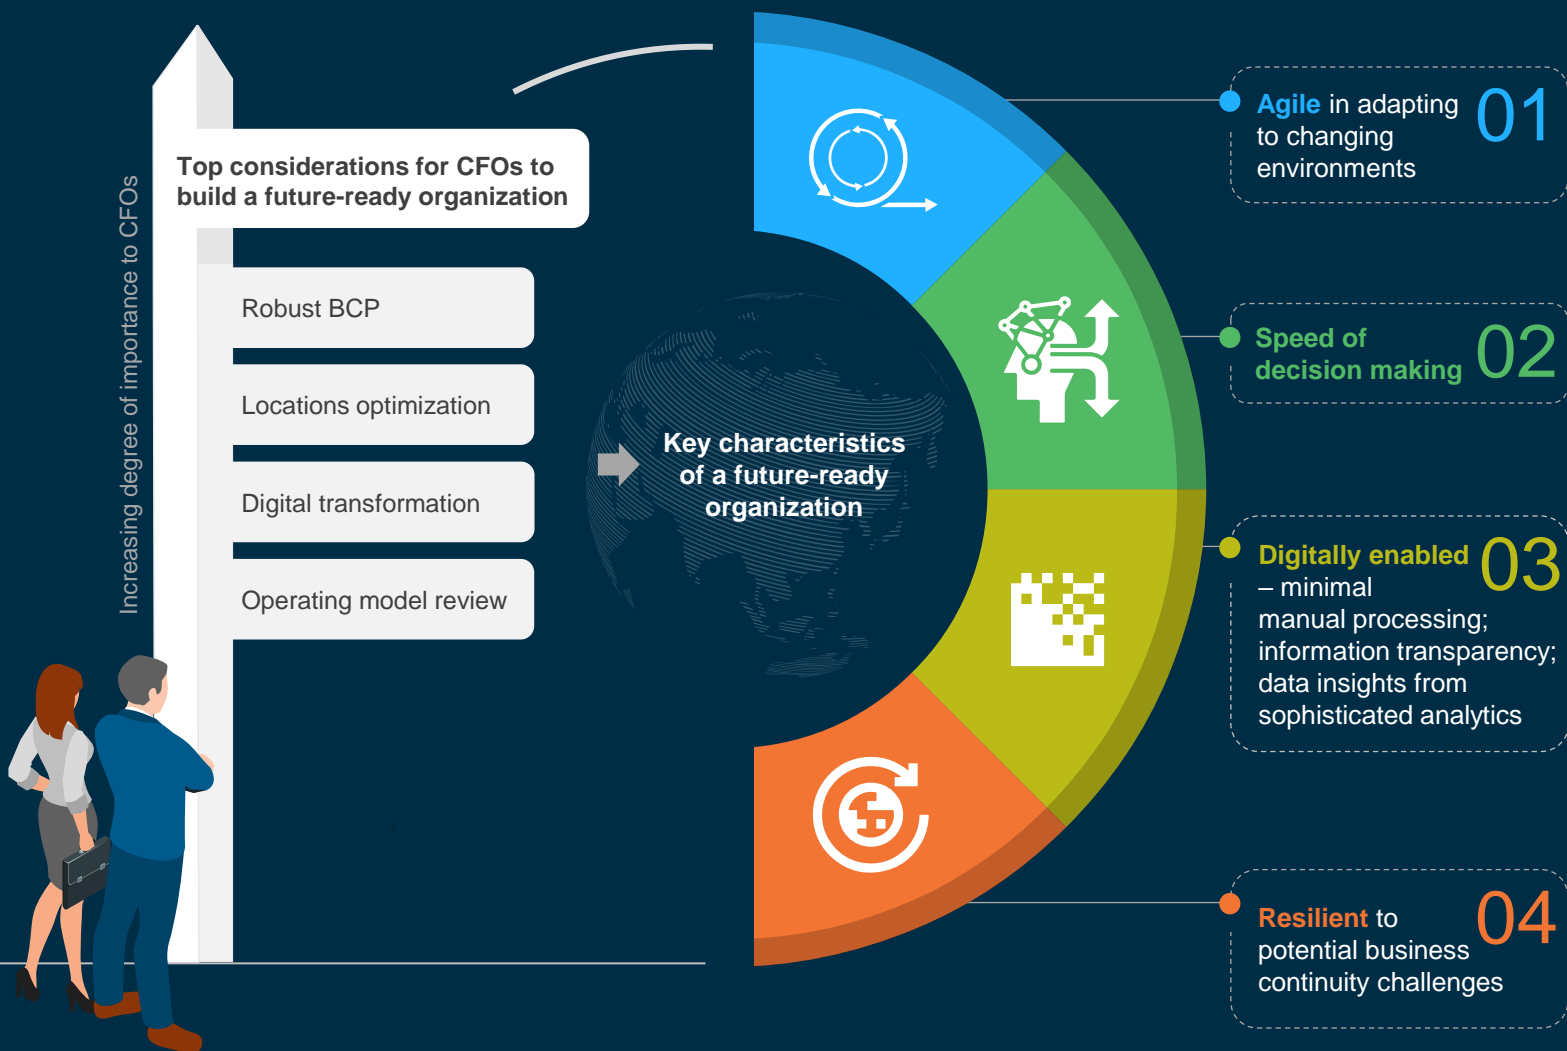 Increasing degree of importance to CFOs
Top considerations for CFOs to
build a future-ready organization
Robust BCP
Locations optimization
Digital transformation
Operating model review
Key characteristics
of a future-ready
organization
Agile in adapting
to changing
environments
01
Speed of
decision making
02
Digitally enabled
– minimal
manual processing;
information transparency;
data insights from
sophisticated analytics
03
Resilient to
potential business
continuity challenges
04